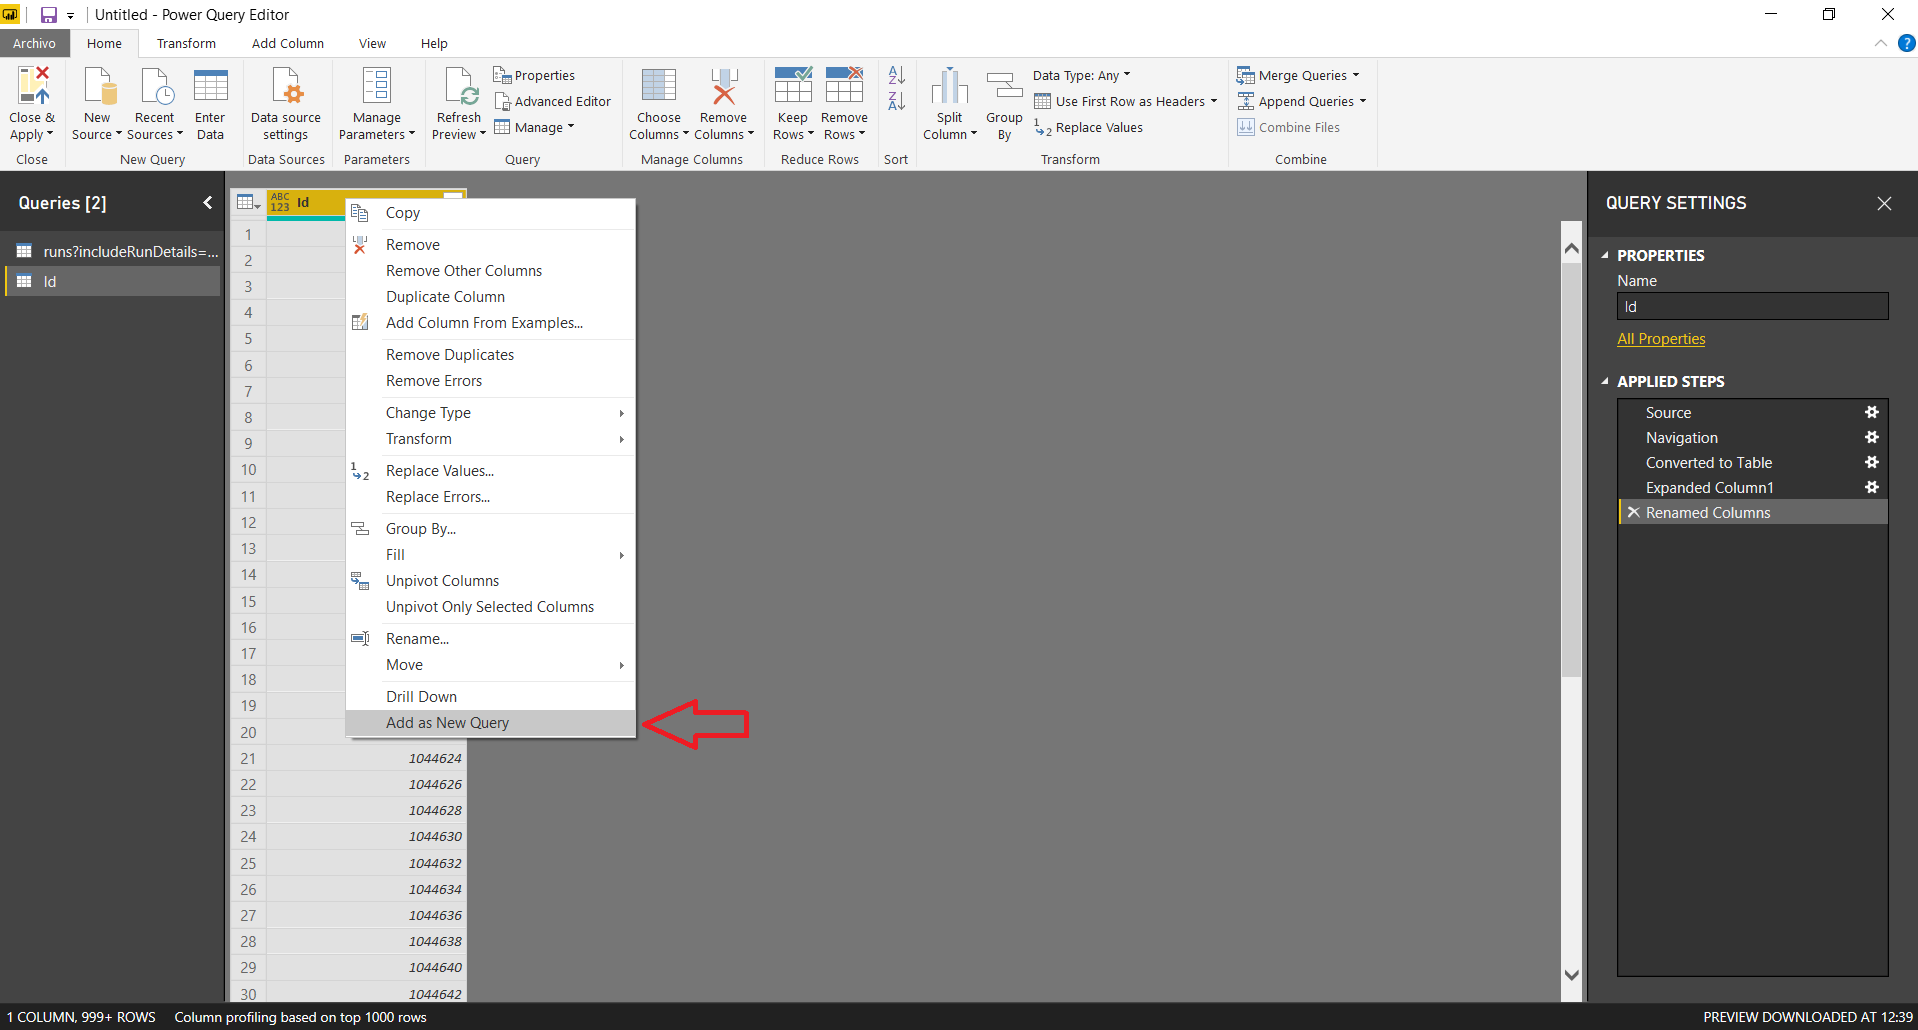 Untitled - Power Query Editor
Archivo Home Transform Add Column View Help
?
Close & Apply
New Source
Recent Sources
Enter Data
Data source settings
Manage Parameters
Refresh Preview
Properties
Advanced Editor
Manage
Choose Columns
Remove Columns
Keep Rows
Remove Rows
A Z
Z A
Split Column
Group By
Data Type: Any
Use First Row as Headers
1 2 Replace Values
Merge Queries
Append Queries
Combine Files
Close New Query Data Sources Parameters Query Manage Columns Reduce Rows Sort Transform Combine
Queries [2]
runs?includeRunDetails=...
Id
ABC
123
Id
1
2
3
4
5
6
7
8
9
10
11
12
13
14
15
16
17
18
19
20
21 1044624
22 1044626
23 1044628
24 1044630
25 1044632
26 1044634
27 1044636
28 1044638
29 1044640
30 1044642
Copy
Remove
Remove Other Columns
Duplicate Column
Add Column From Examples...
Remove Duplicates
Remove Errors
Change Type
Transform
1 2 Replace Values...
Replace Errors...
Group By...
Fill
Unpivot Columns
Unpivot Only Selected Columns
Rename...
Move
Drill Down
Add as New Query
QUERY SETTINGS
PROPERTIES
Name
Id
All Properties
APPLIED STEPS
Source
Navigation
Converted to Table
Expanded Column1
Renamed Columns
1 COLUMN, 999+ ROWS Column profiling based on top 1000 rows PREVIEW DOWNLOADED AT 12:39